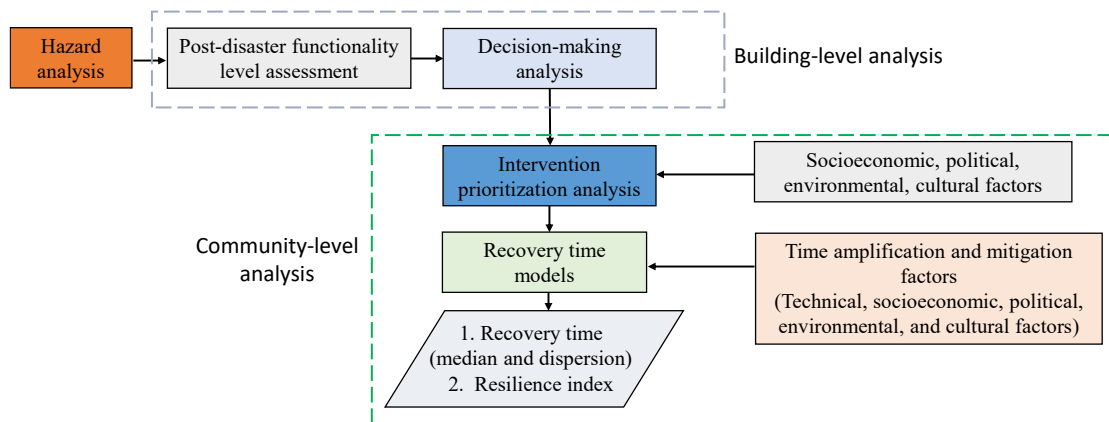 Hazard
analysis
Post-disaster functionality
level assessment
Decision-making
analysis
Building-level analysis
Intervention
prioritization analysis
Socioeconomic, political,
environmental, cultural factors
Community-level
analysis
Recovery time
models
Time amplification and mitigation
factors
(Technical, socioeconomic, political,
environmental, and cultural factors)
1. Recovery time
(median and dispersion)
2. Resilience index